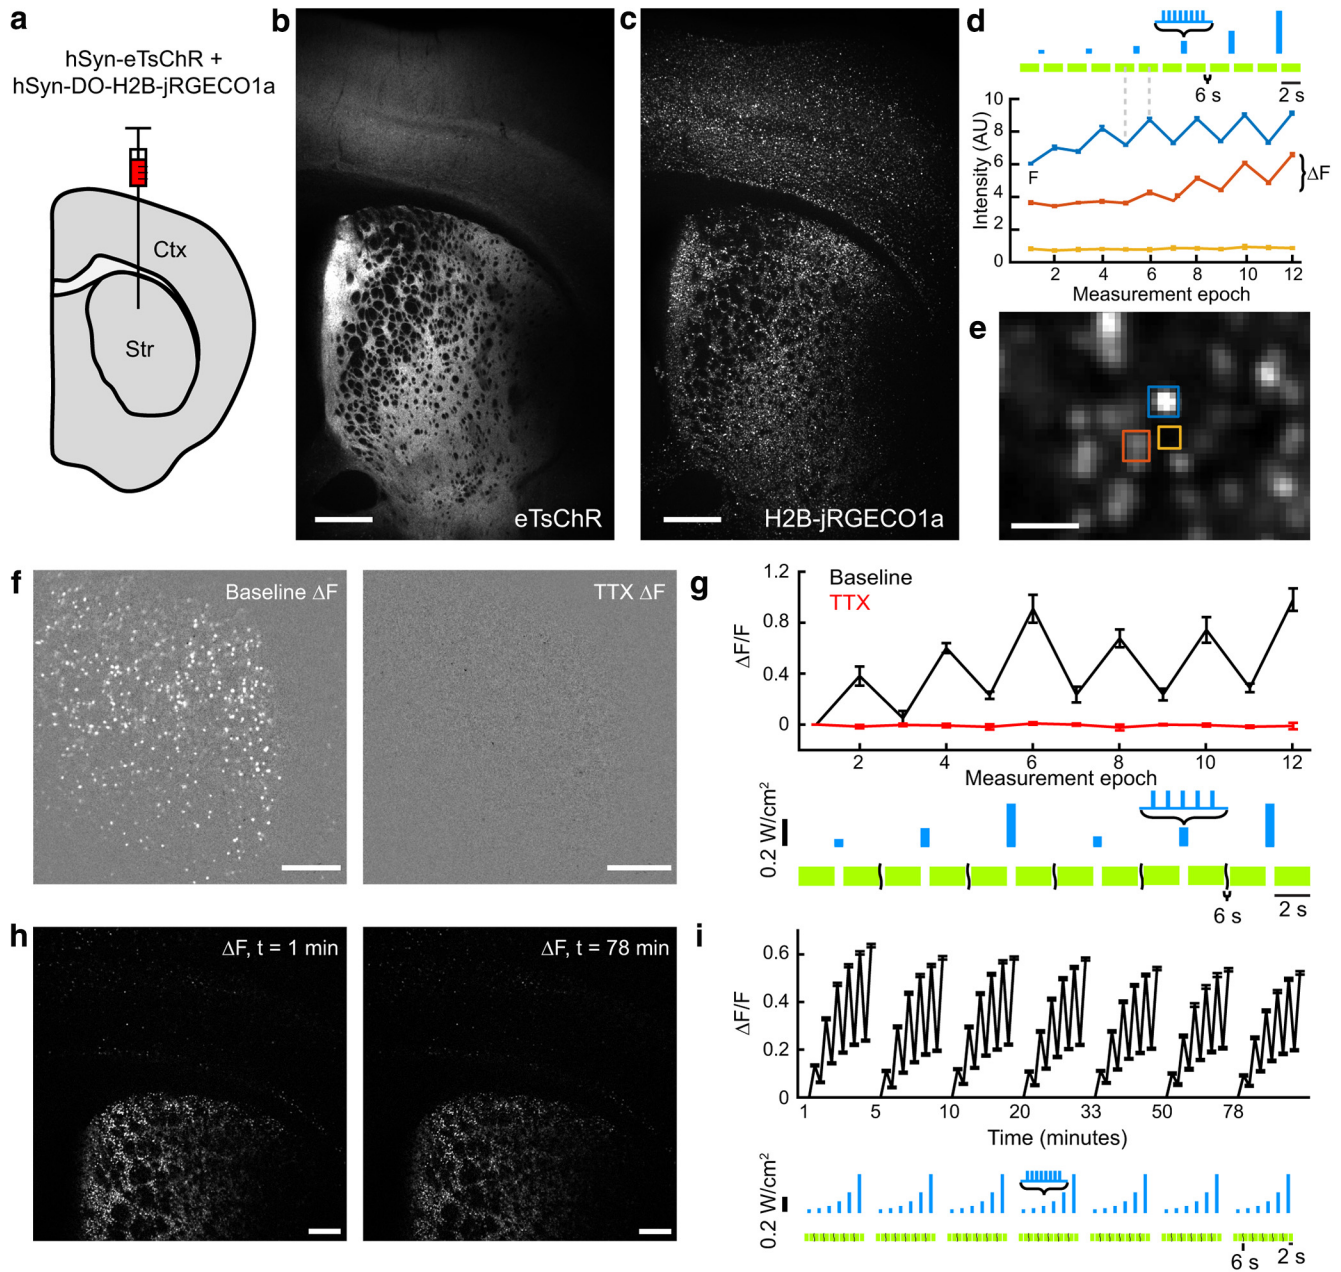 a
hSyn-eTsChR +
hSyn-DO-H2B-jRGECO1a
Ctx
Str
b
eTsChR
c
H2B-jRGECO1a
d
6 s
2 s
10
8
6
4
2
0
Intensity (AU)
F
ΔF
2 4 6 8 10 12
Measurement epoch
e
f
Baseline ΔF
TTX ΔF
g
1.2
0.8
0.4
0
ΔF/F
Baseline
TTX
2 4 6 8 10 12
Measurement epoch
0.2 W/cm²
6 s
2 s
h
ΔF, t = 1 min
ΔF, t = 78 min
i
0.6
0.4
0.2
0
ΔF/F
1 5 10 20 33 50 78
Time (minutes)
0.2 W/cm²
6 s
2 s